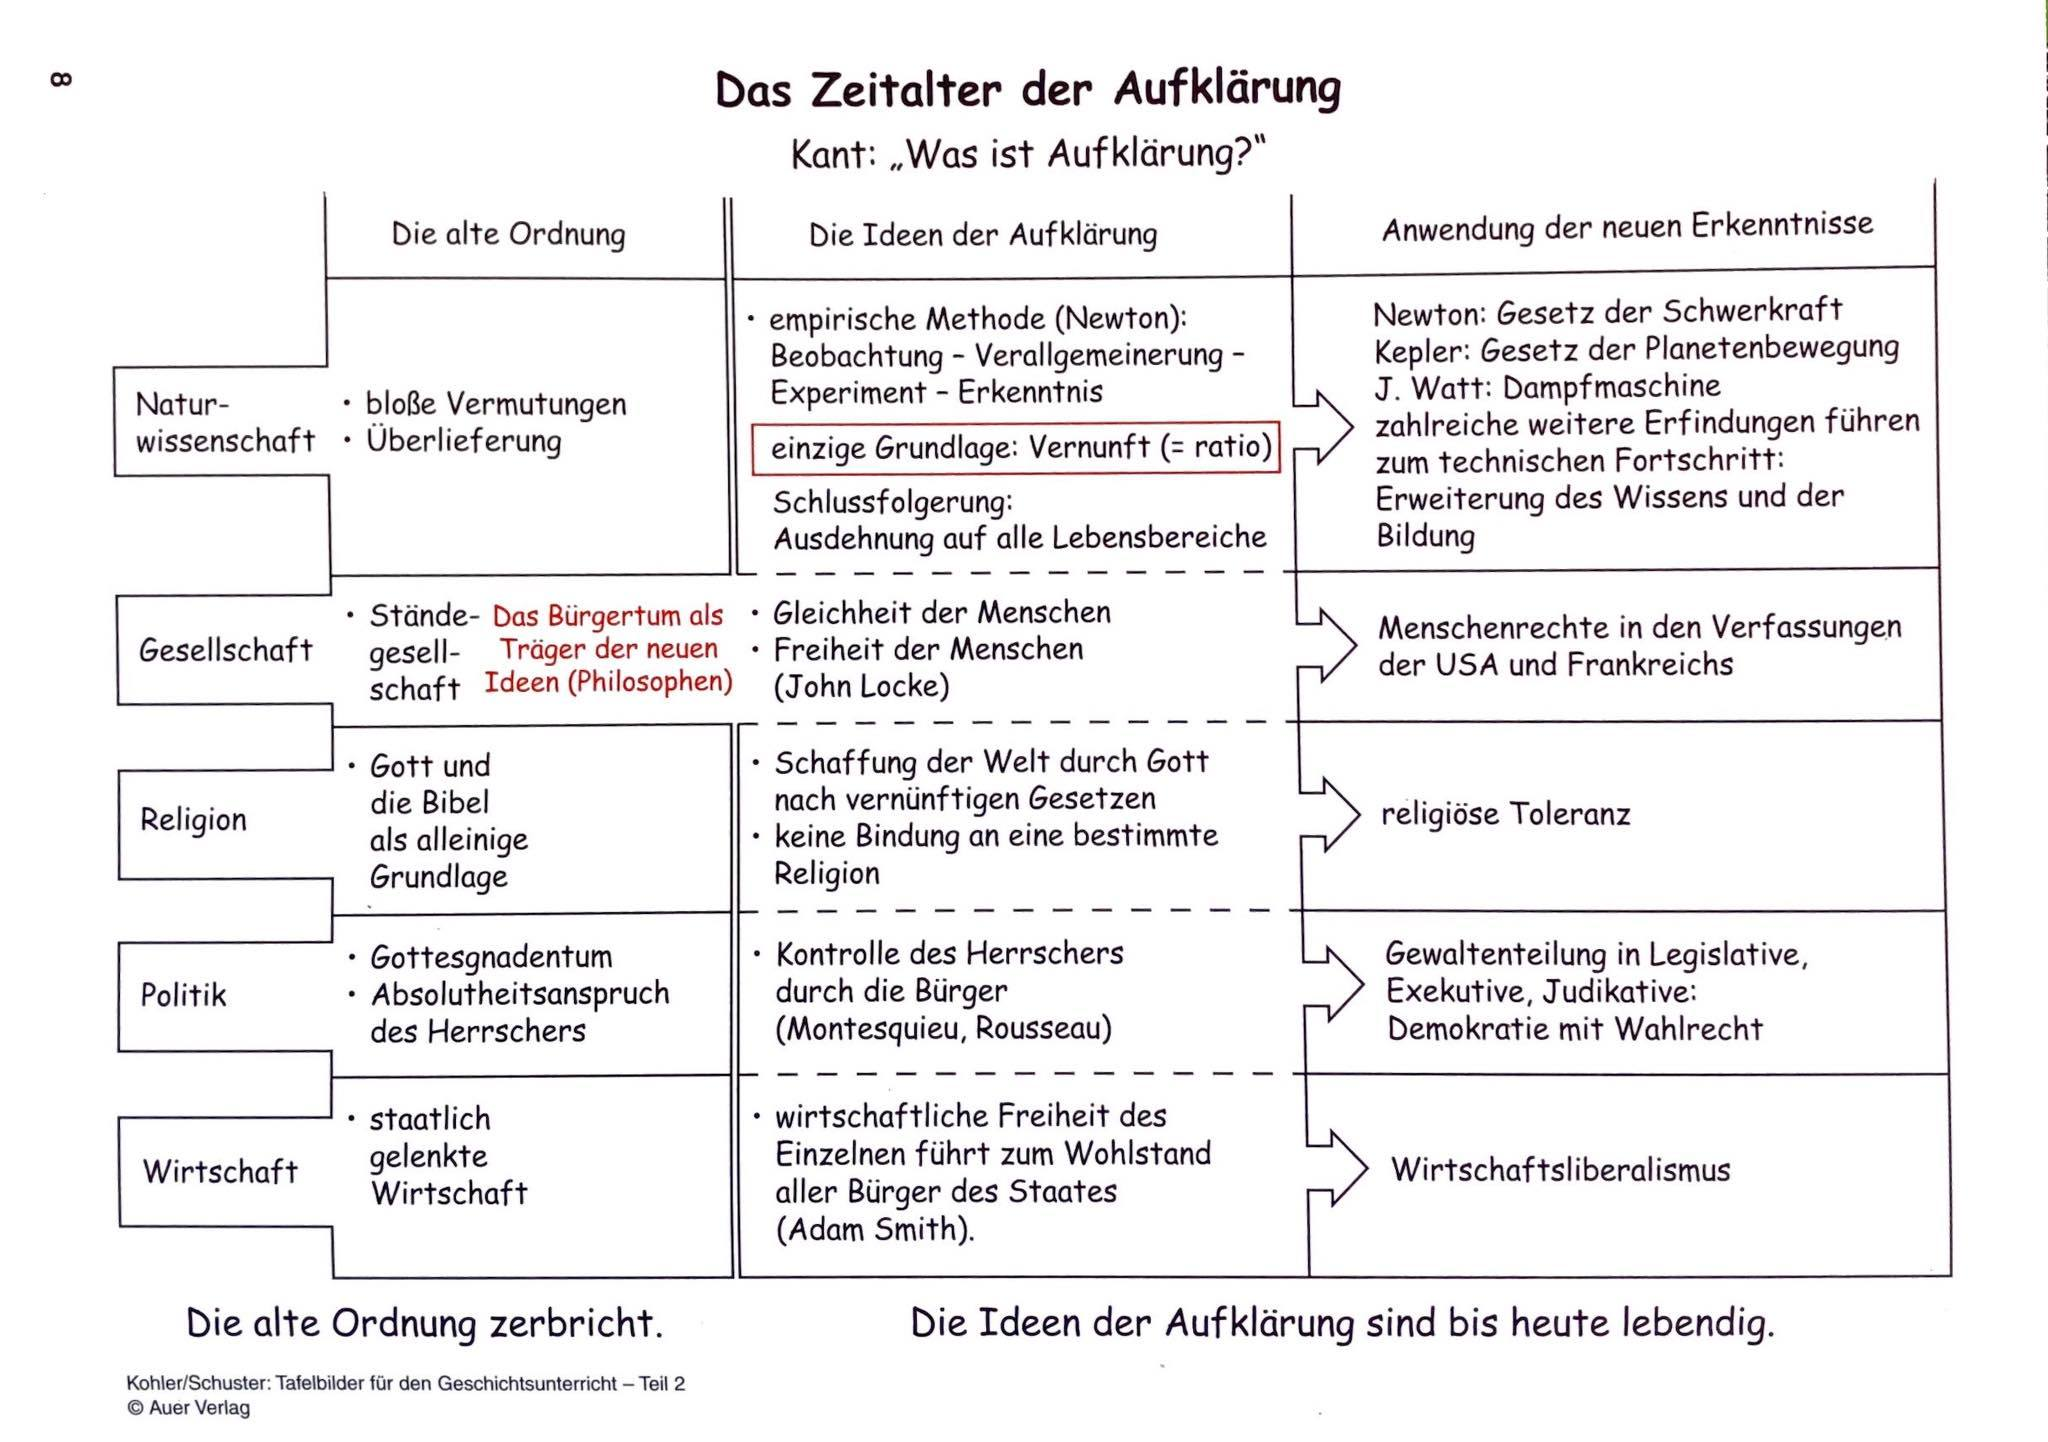 8
Das Zeitalter der Aufklärung
Kant: „Was ist Aufklärung?“
Die alte Ordnung
Die Ideen der Aufklärung
Anwendung der neuen Erkenntnisse
Natur-
wissenschaft
• bloße Vermutungen
• Überlieferung
• empirische Methode (Newton):
Beobachtung – Verallgemeinerung –
Experiment – Erkenntnis
einzige Grundlage: Vernunft (= ratio)
Schlussfolgerung:
Ausdehnung auf alle Lebensbereiche
Newton: Gesetz der Schwerkraft
Kepler: Gesetz der Planetenbewegung
J. Watt: Dampfmaschine
zahlreiche weitere Erfindungen führen
zum technischen Fortschritt:
Erweiterung des Wissens und der
Bildung
Gesellschaft
• Stände-
gesell-
schaft
Das Bürgertum als
Träger der neuen
Ideen (Philosophen)
• Gleichheit der Menschen
• Freiheit der Menschen
(John Locke)
Menschenrechte in den Verfassungen
der USA und Frankreichs
Religion
• Gott und
die Bibel
als alleinige
Grundlage
• Schaffung der Welt durch Gott
nach vernünftigen Gesetzen
• keine Bindung an eine bestimmte
Religion
religiöse Toleranz
Politik
• Gottesgnadentum
• Absolutheitsanspruch
des Herrschers
• Kontrolle des Herrschers
durch die Bürger
(Montesquieu, Rousseau)
Gewaltenteilung in Legislative,
Exekutive, Judikative:
Demokratie mit Wahlrecht
Wirtschaft
• staatlich
gelenkte
Wirtschaft
• wirtschaftliche Freiheit des
Einzelnen führt zum Wohlstand
aller Bürger des Staates
(Adam Smith).
Wirtschaftsliberalismus
Die alte Ordnung zerbricht.
Die Ideen der Aufklärung sind bis heute lebendig.
Kohler/Schuster: Tafelbilder für den Geschichtsunterricht – Teil 2
© Auer Verlag